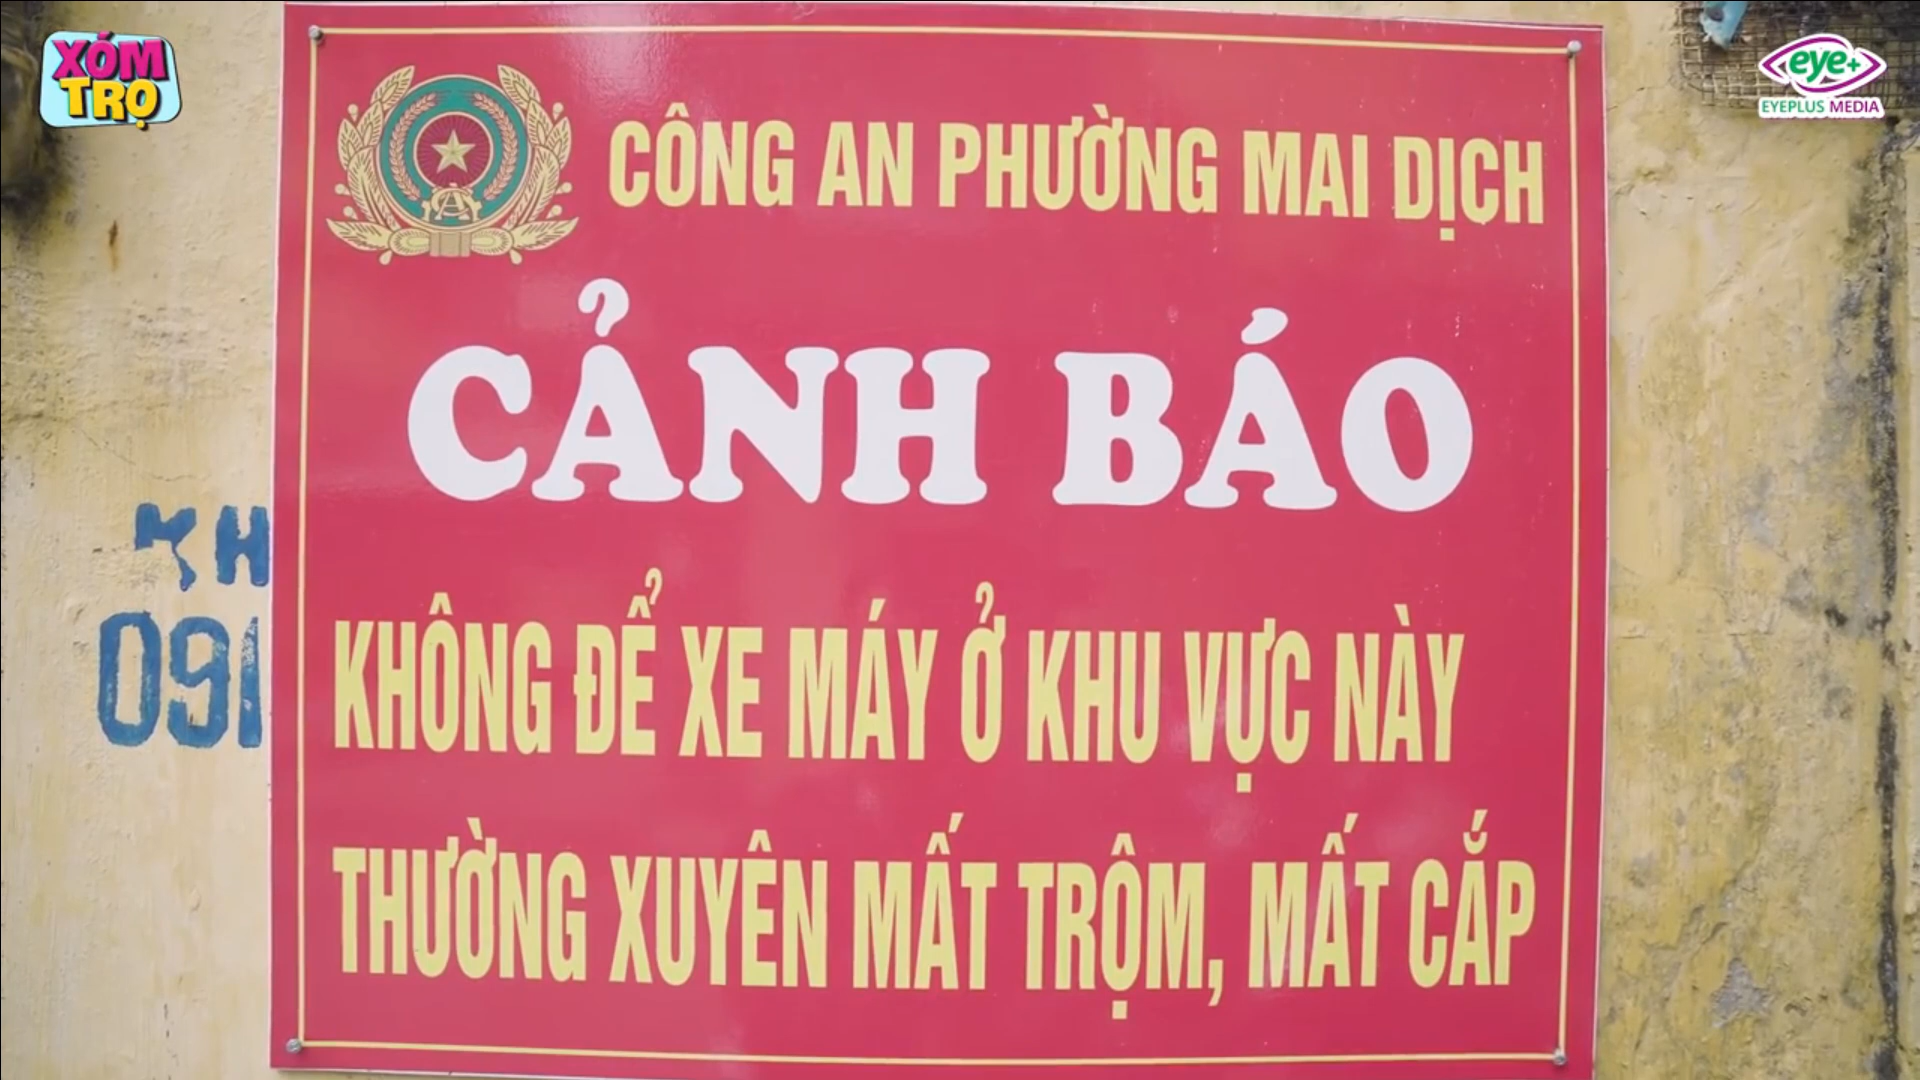 XÓM
TRỌ
eye+
EYEPLUS MEDIA
CÔNG AN PHƯỜNG MAI DỊCH
CẢNH BÁO
KHÔNG ĐỂ XE MÁY Ở KHU VỰC NÀY
THƯỜNG XUYÊN MẤT TRỘM, MẤT CẮP
KH
091